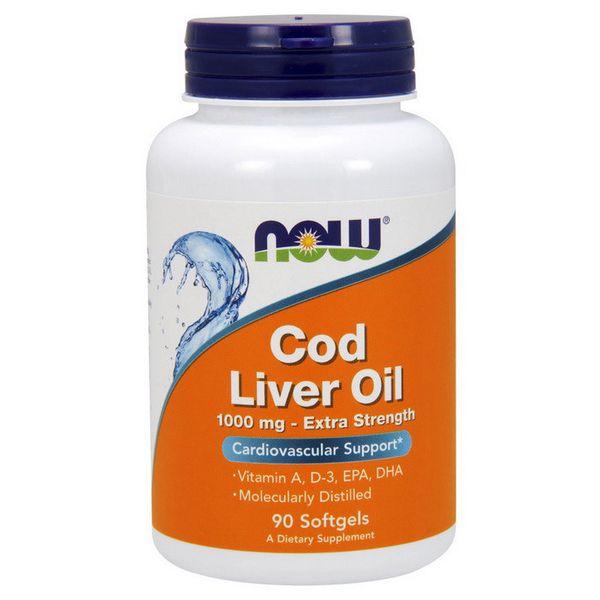 NOW®
Cod
Liver Oil
1000 mg - Extra Strength
Cardiovascular Support*
• Vitamin A, D-3, EPA, DHA
• Molecularly Distilled
90 Softgels
A Dietary Supplement